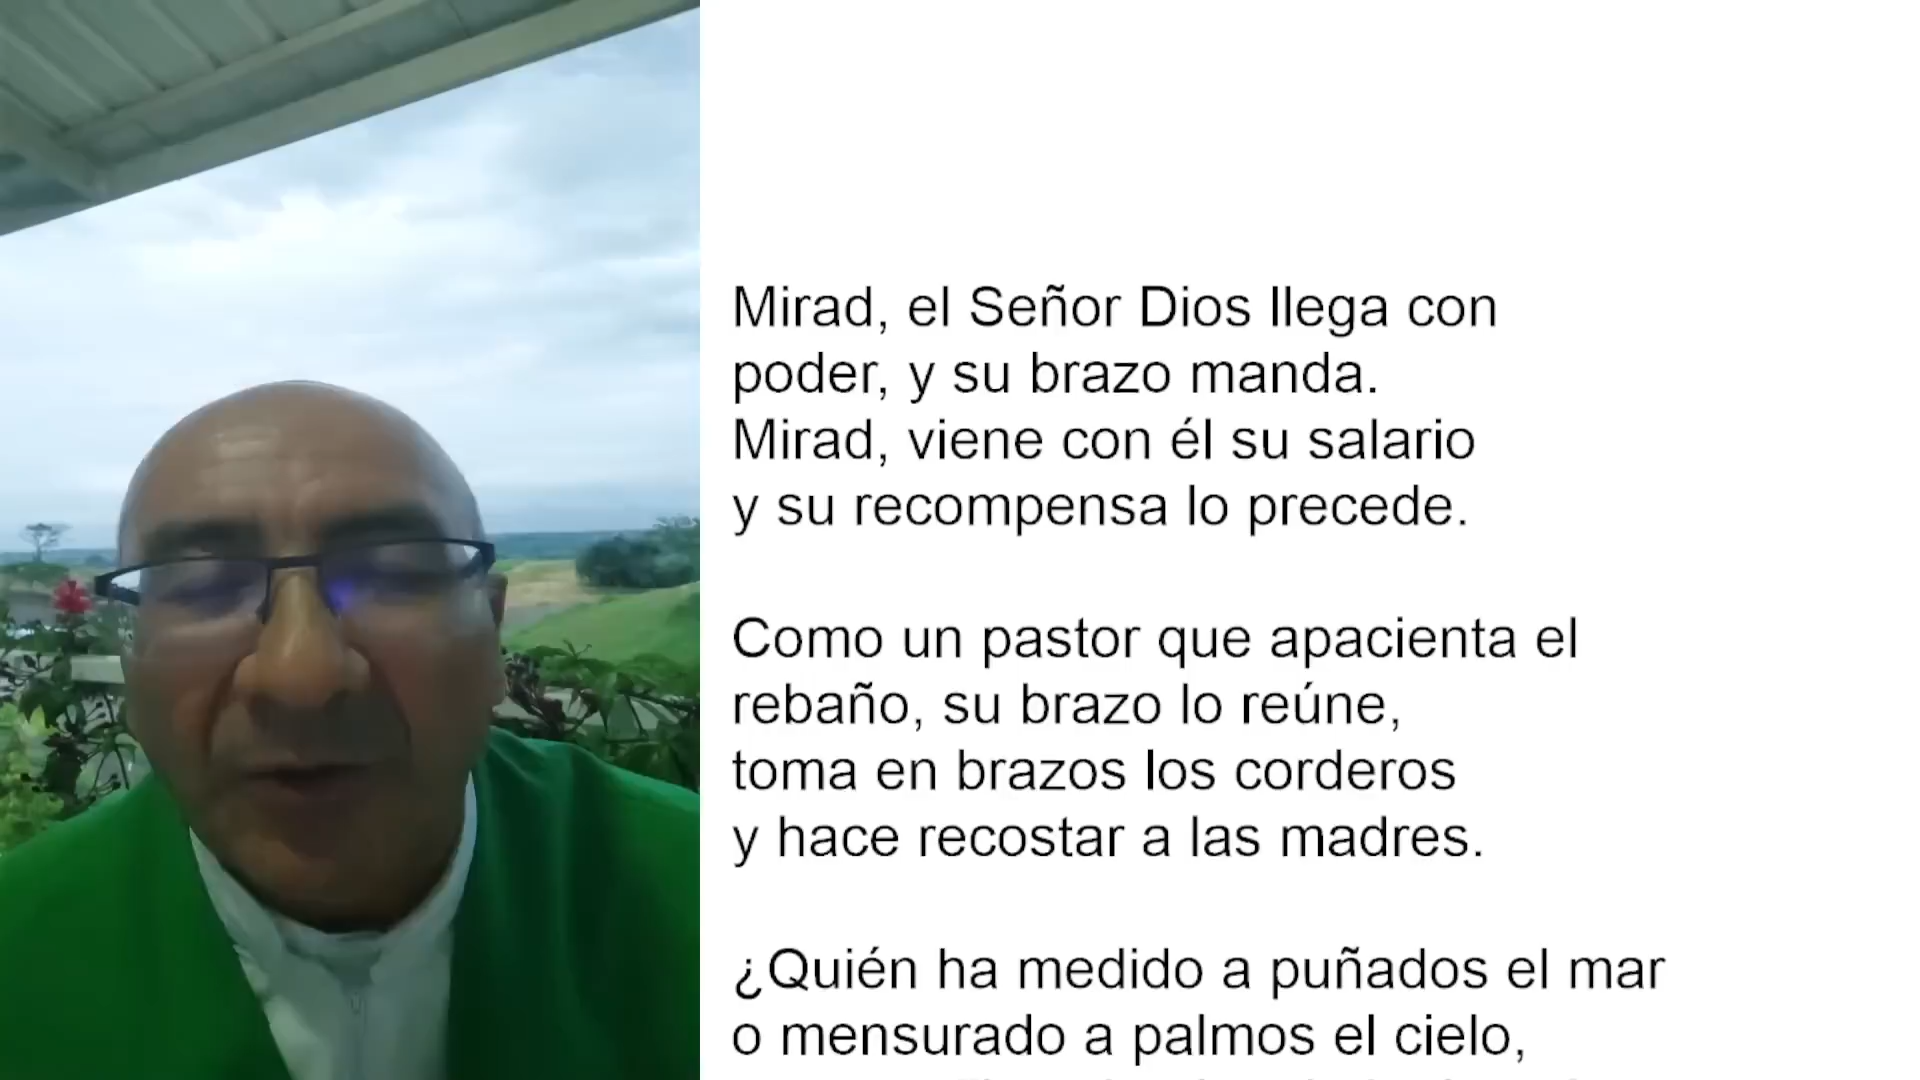 Mirad, el Señor Dios llega con
poder, y su brazo manda.
Mirad, viene con él su salario
y su recompensa lo precede.
Como un pastor que apacienta el
rebaño, su brazo lo reúne,
toma en brazos los corderos
y hace recostar a las madres.
¿Quién ha medido a puñados el mar
o mensurado a palmos el cielo,